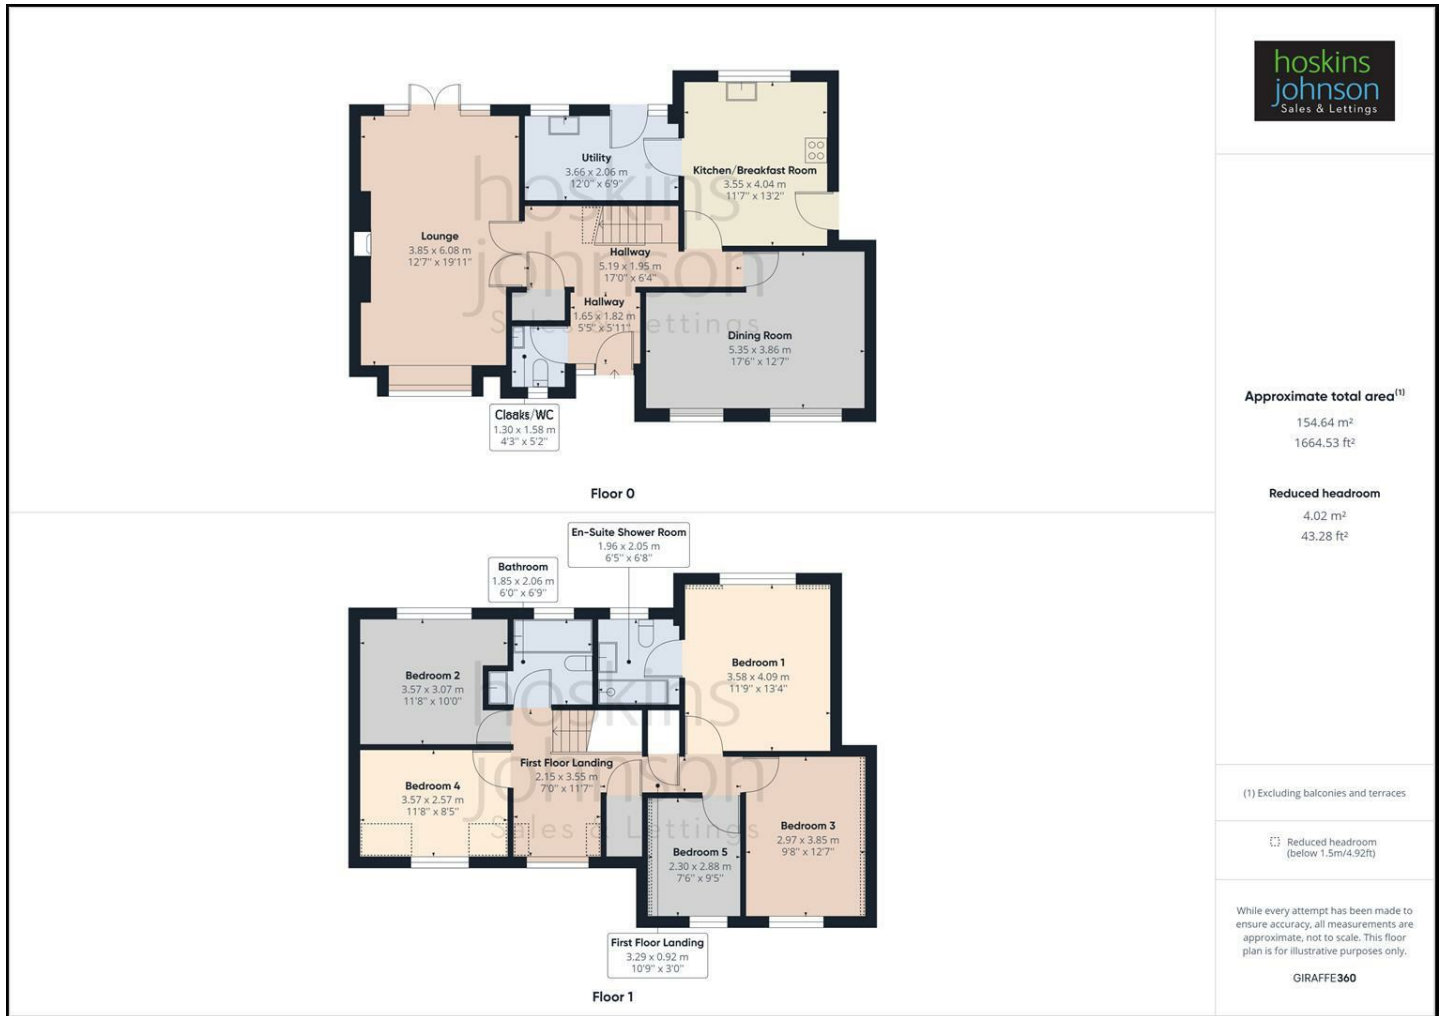 hoskins
johnson
Sales & Lettings
Utility
3.66 x 2.06 m
12'0" x 6'9"
Kitchen/Breakfast Room
3.55 x 4.04 m
11'7" x 13'2"
Lounge
3.85 x 6.08 m
12'7" x 19'11"
Hallway
5.19 x 1.95 m
17'0" x 6'4"
Hallway
1.65 x 1.82 m
5'5" x 5'11"
Dining Room
5.35 x 3.86 m
17'6" x 12'7"
Cloaks/WC
1.30 x 1.58 m
4'3" x 5'2"
hoskins
johnson
Sales & Lettings
Floor 0
En-Suite Shower Room
1.96 x 2.05 m
6'5" x 6'8"
Bathroom
1.85 x 2.06 m
6'0" x 6'9"
Bedroom 2
3.57 x 3.07 m
11'8" x 10'0"
Bedroom 1
3.58 x 4.09 m
11'9" x 13'4"
First Floor Landing
2.15 x 3.55 m
7'0" x 11'7"
Bedroom 4
3.57 x 2.57 m
11'8" x 8'5"
Bedroom 5
2.30 x 2.88 m
7'6" x 9'5"
Bedroom 3
2.97 x 3.85 m
9'8" x 12'7"
First Floor Landing
3.29 x 0.92 m
10'9" x 3'0"
hoskins
johnson
Sales & Lettings
Floor 1
Approximate total area(1)
154.64 m²
1664.53 ft²
Reduced headroom
4.02 m²
43.28 ft²
(1) Excluding balconies and terraces
Reduced headroom
(below 1.5m/4.92ft)
While every attempt has been made to
ensure accuracy, all measurements are
approximate, not to scale. This floor
plan is for illustrative purposes only.
GIRAFFE360